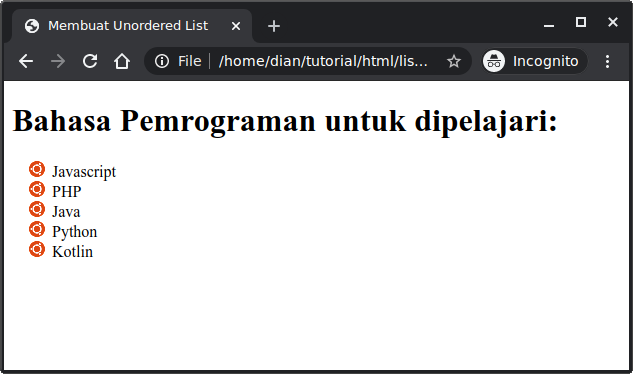 Membuat Unordered List
File | /home/dian/tutorial/html/lis... Incognito
Bahasa Pemrograman untuk dipelajari:
Javascript
PHP
Java
Python
Kotlin